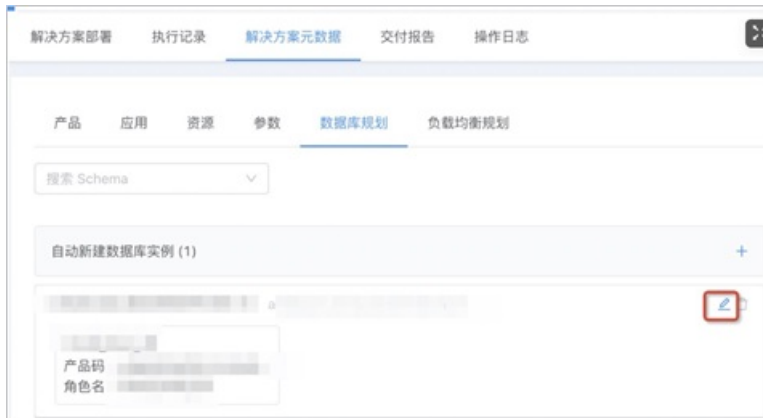 解决方案部署 执行记录 解决方案元数据 交付报告 操作日志
产品 应用 资源 参数 数据库规划 负载均衡规划
搜索 Schema
自动新建数据库实例 (1)
a
产品码
角色名